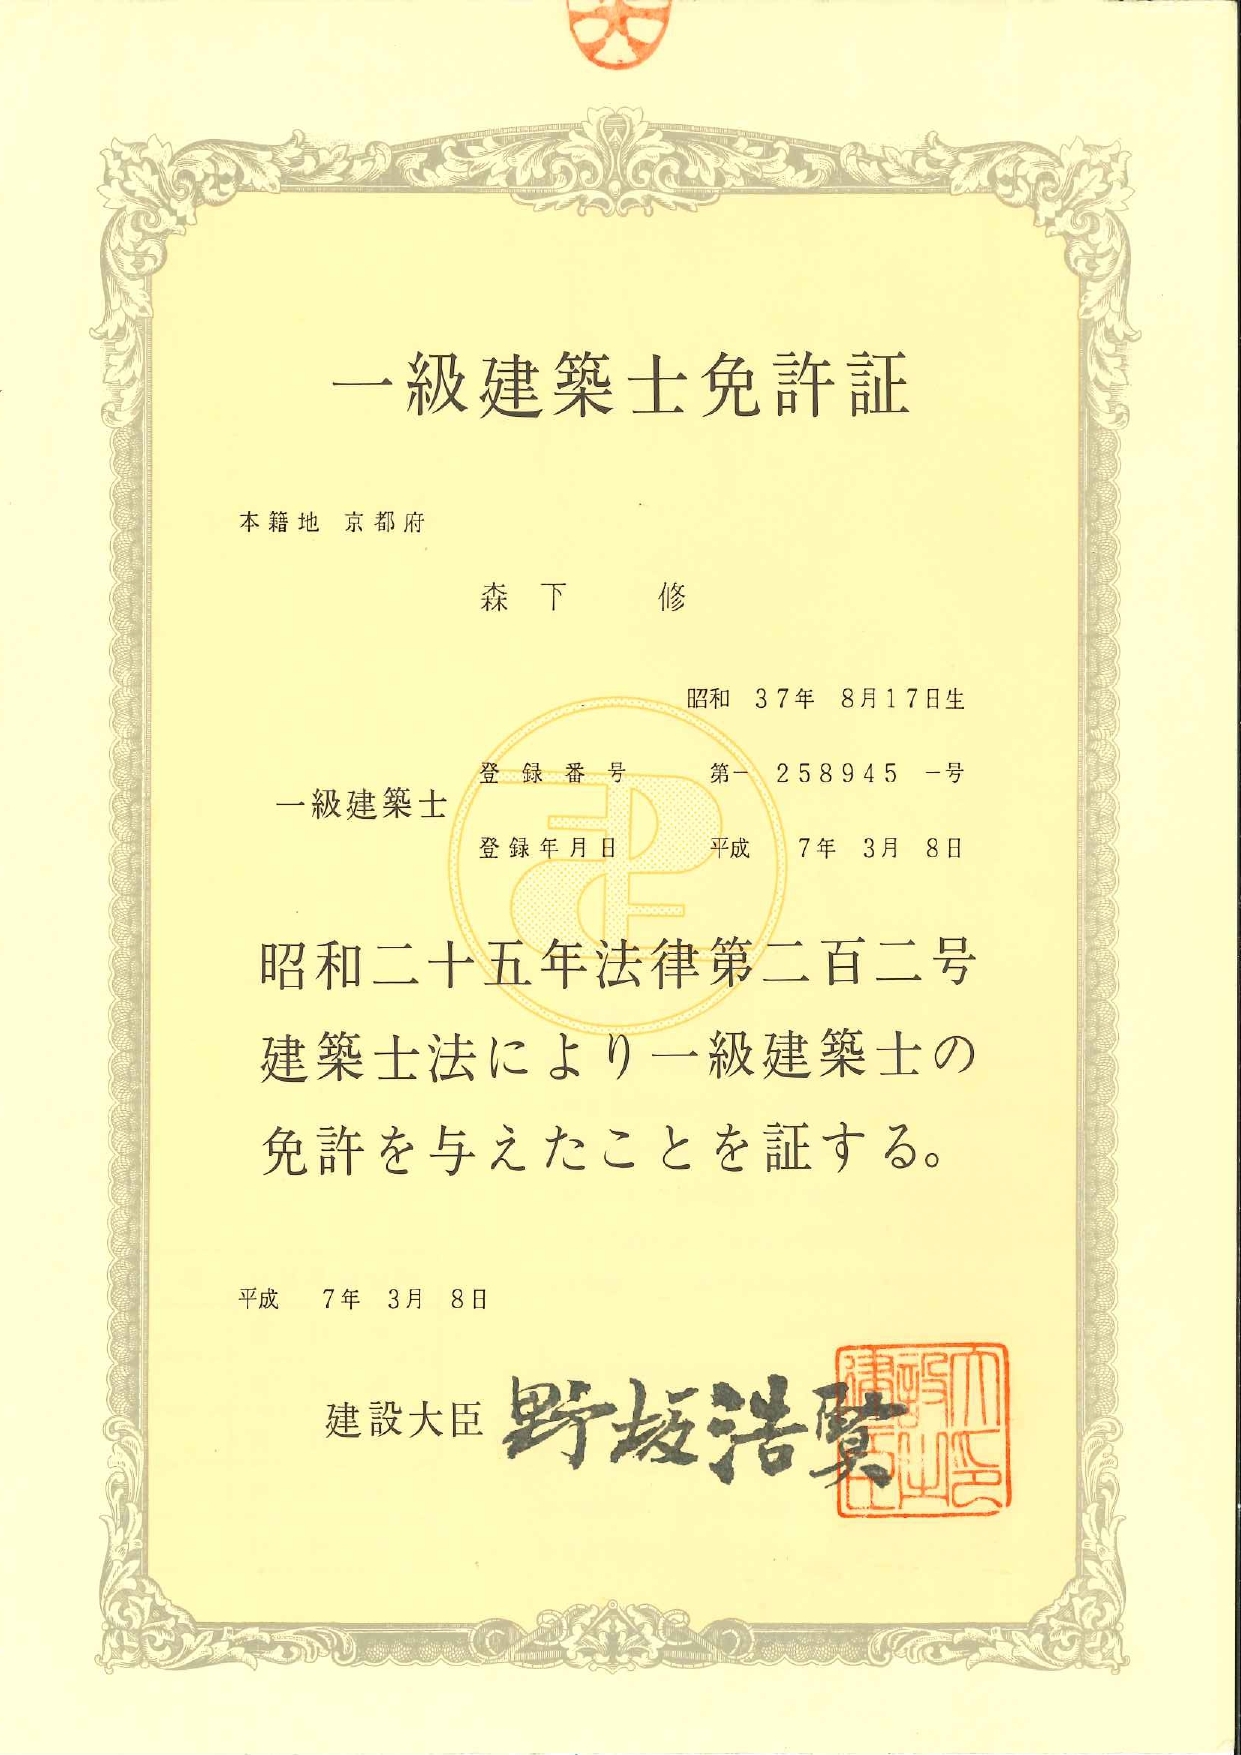 一級建築士免許証
本籍地 京都府
森下 修
昭和 37年 8月17日生
一級建築士
登録番号 第一 258945 一号
登録年月日 平成 7年 3月 8日
昭和二十五年法律第二百二号
建築士法により一級建築士の
免許を与えたことを証する。
平成 7年 3月 8日
建設大臣 野坂浩賢